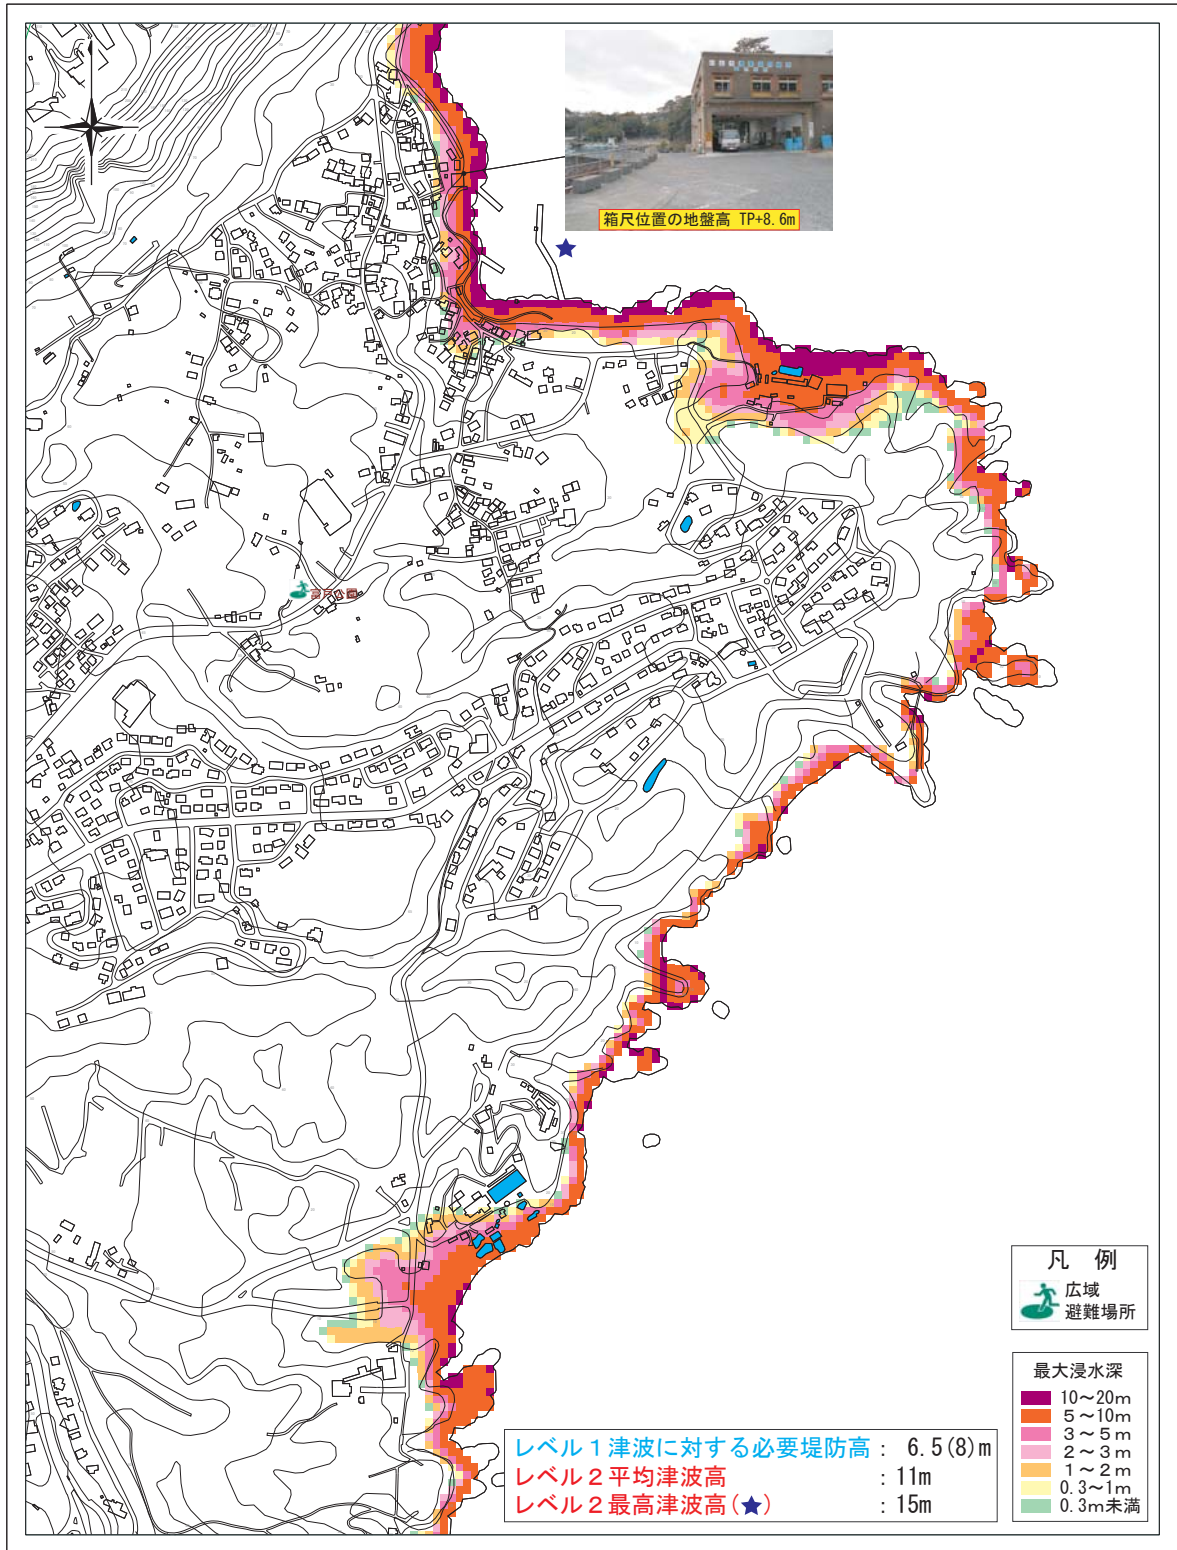 箱尺位置の地盤高 TP+8.6m
凡 例
広域
避難場所
最大浸水深
10～20m
5～10m
3～5m
2～3m
1～2m
0.3～1m
0.3m未満
レベル1津波に対する必要堤防高： 6.5(8)m
レベル2平均津波高 ：11m
レベル2最高津波高(★) ：15m